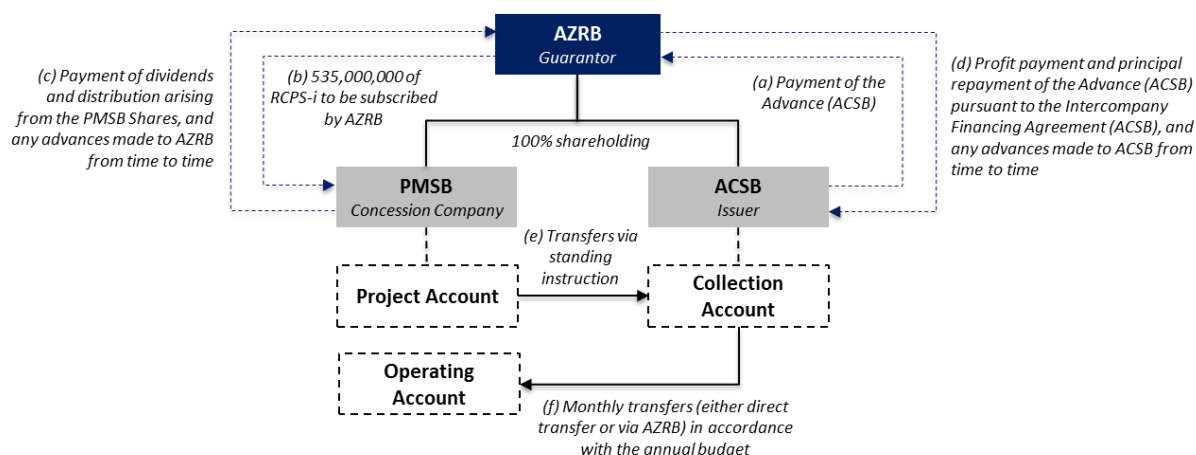 AZRB
Guarantor
(c) Payment of dividends
and distribution arising
from the PMSB Shares, and
any advances made to AZRB
from time to time
(b) 535,000,000 of
RCPS-i to be subscribed
by AZRB
(a) Payment of the
Advance (ACSB)
(d) Profit payment and principal
repayment of the Advance (ACSB)
pursuant to the Intercompany
Financing Agreement (ACSB), and
any advances made to ACSB from
time to time
100% shareholding
PMSB
Concession Company
ACSB
Issuer
(e) Transfers via
standing
instruction
Project Account
Collection
Account
Operating
Account
(f) Monthly transfers (either direct
transfer or via AZRB) in accordance
with the annual budget